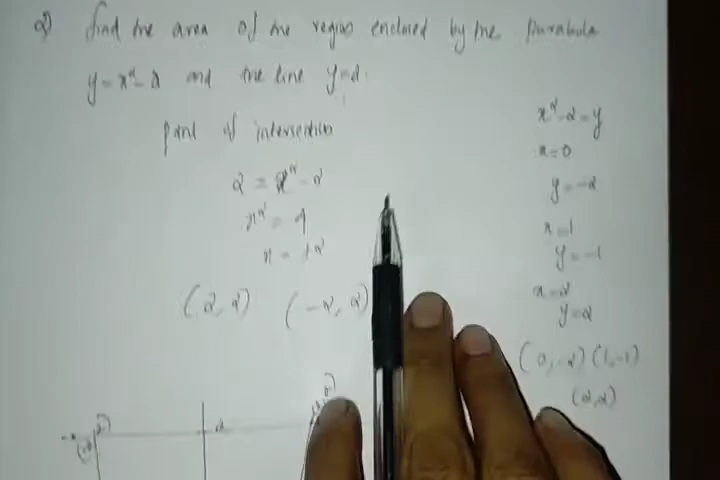 2) find the area of the region enclosed by the parabola
y = x² - 2 and the line y = 2.
point of intersection
2 = x² - 2
x² = 4
x = ±2
(2, 2) (-2, 2)
x² - 2 = y
x = 0
y = -2
x = 1
y = -1
x = 2
y = 2
(0, -2) (1, -1)
(2, 2)
2